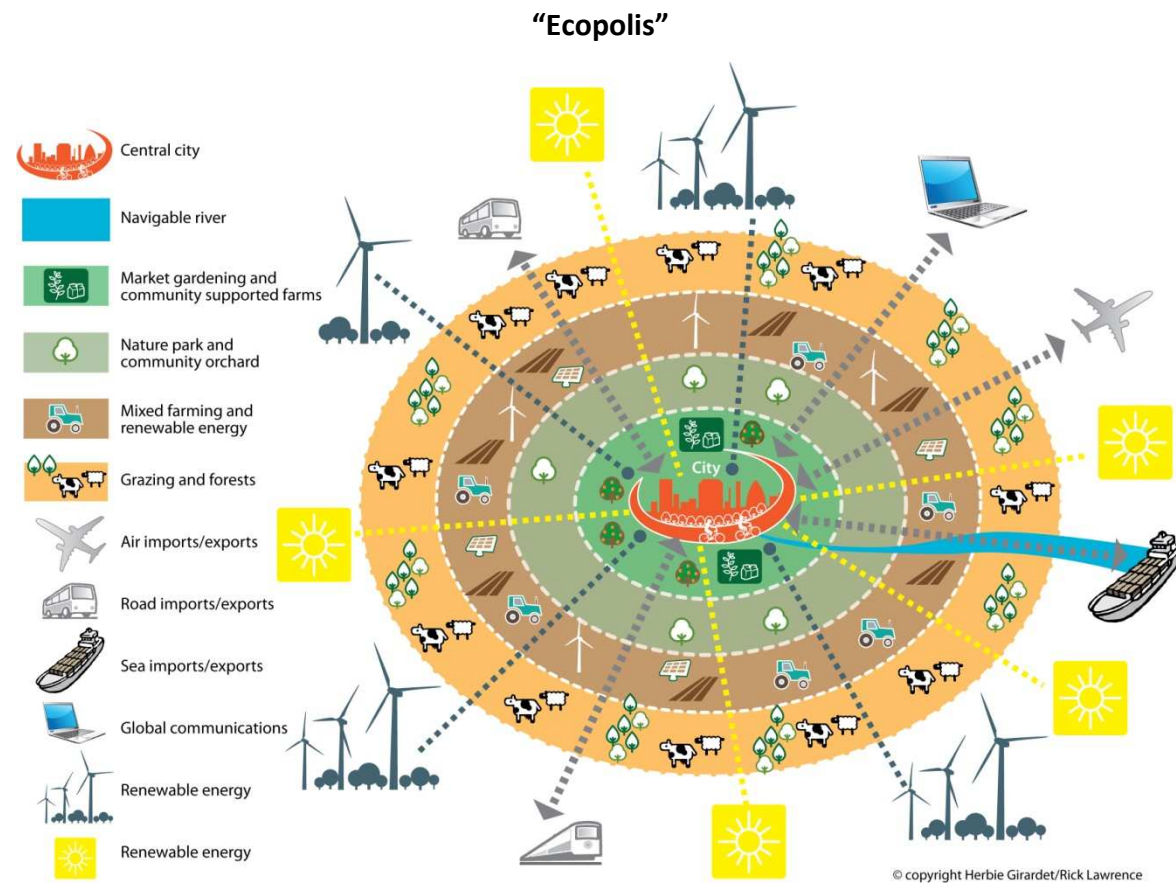 “Ecopolis”
Central city
Navigable river
Market gardening and
community supported farms
Nature park and
community orchard
Mixed farming and
renewable energy
Grazing and forests
Air imports/exports
Road imports/exports
Sea imports/exports
Global communications
Renewable energy
Renewable energy
City
© copyright Herbie Girardet/Rick Lawrence